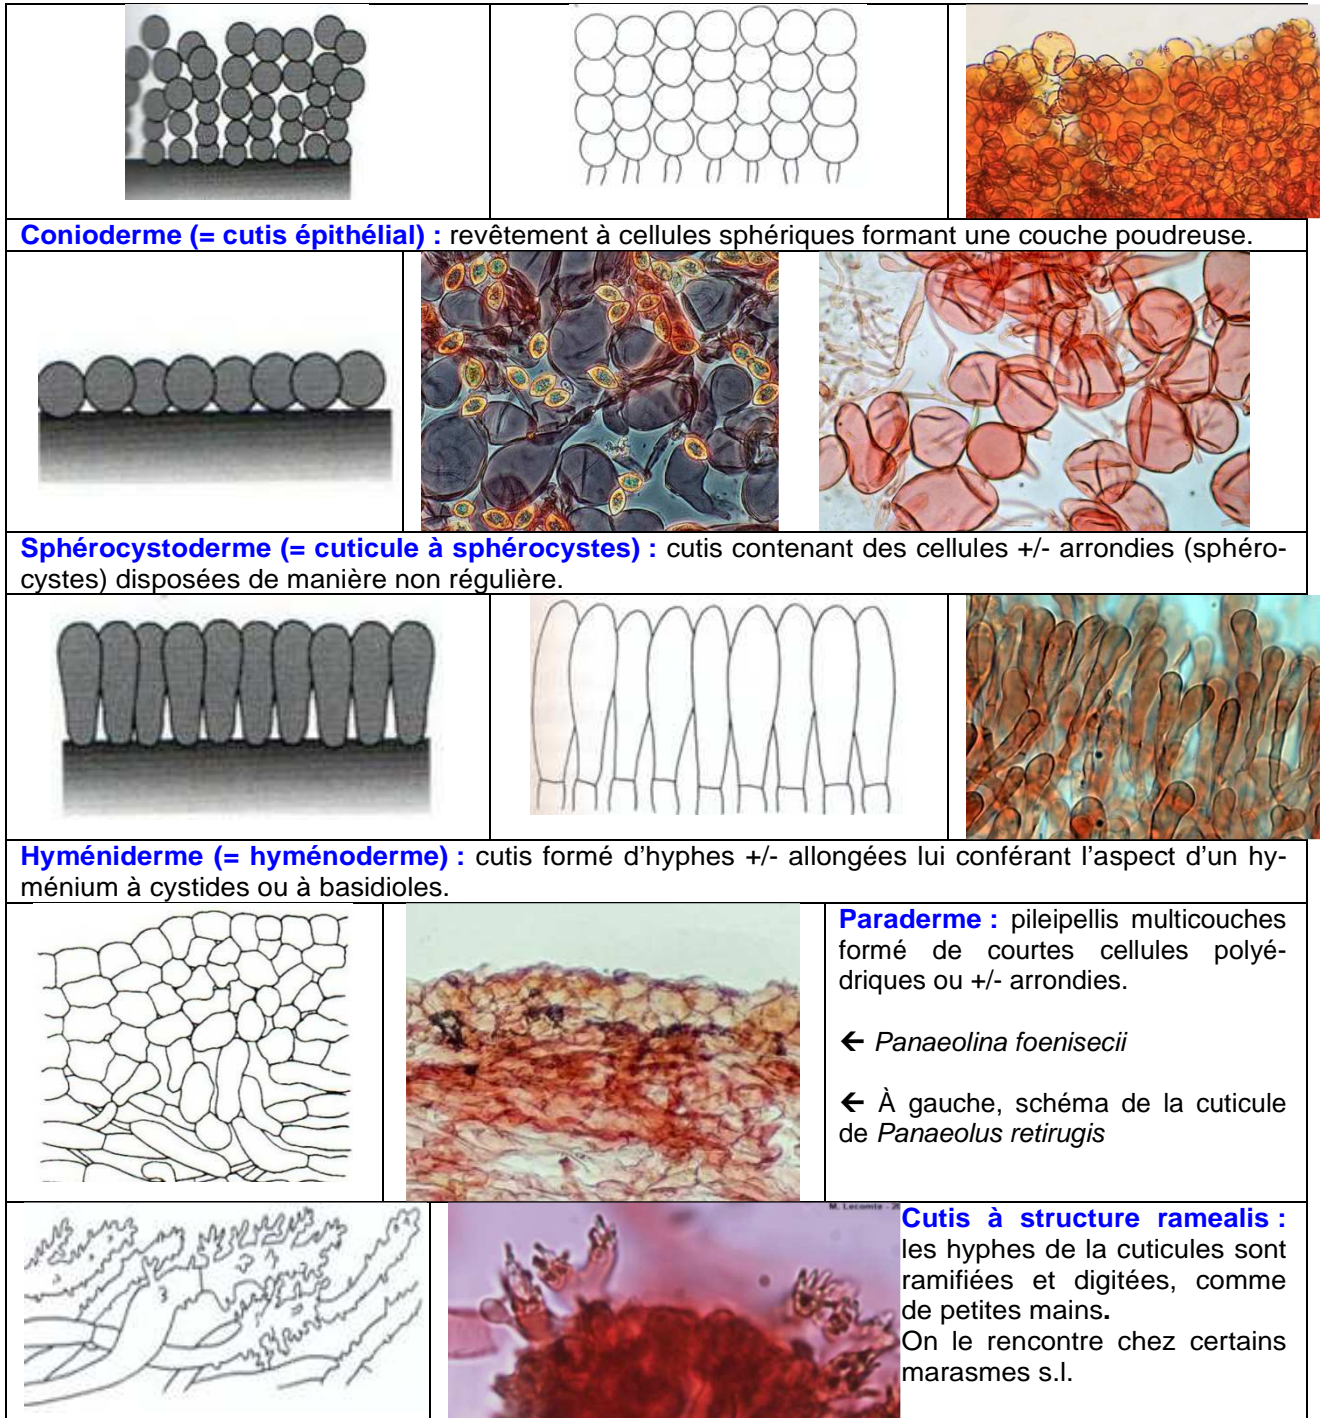 Conioderme (= cutis épithélial) : revêtement à cellules sphériques formant une couche poudreuse.
Sphérocystoderme (= cuticule à sphérocystes) : cutis contenant des cellules +/- arrondies (sphéro-
cystes) disposées de manière non régulière.
Hyméniderme (= hyménoderme) : cutis formé d'hyphes +/- allongées lui conférant l'aspect d'un hy-
ménium à cystides ou à basidioles.
Paraderme : pileipellis multicouches
formé de courtes cellules polyé-
driques ou +/- arrondies.
← Panaeolina foenisecii
← À gauche, schéma de la cuticule
de Panaeolus retirugis
M. Lecomte - 20
Cutis à structure ramealis :
les hyphes de la cuticules sont
ramifiées et digitées, comme
de petites mains.
On le rencontre chez certains
marasmes s.l.